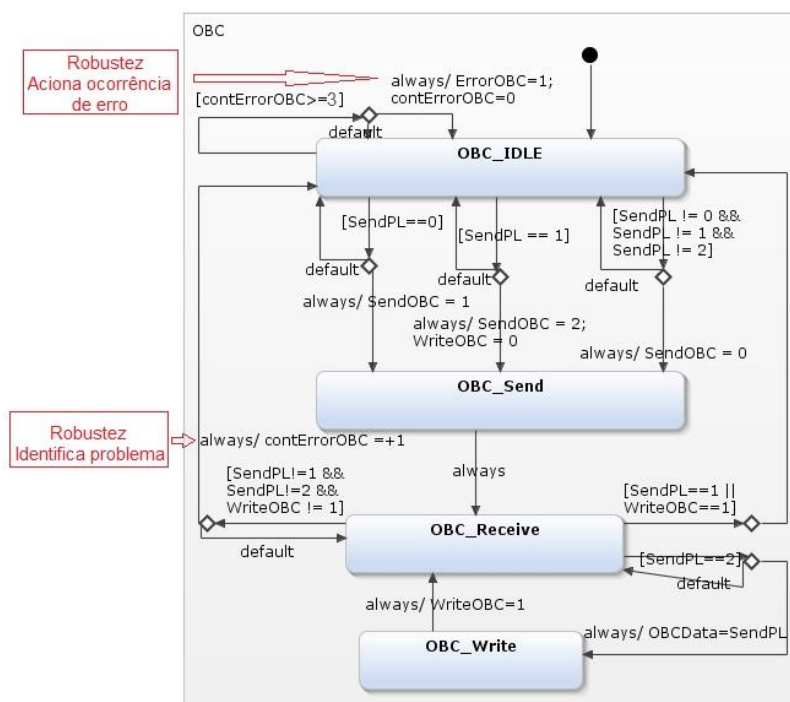 OBC
Robustez
Aciona ocorrência
de erro
always/ ErrorOBC=1;
contErrorOBC=0
[contErrorOBC>=3]
default
OBC_IDLE
[SendPL==0]
[SendPL == 1]
[SendPL != 0 &&
SendPL != 1 &&
SendPL != 2]
default
default
default
always/ SendOBC = 1
always/ SendOBC = 2;
WriteOBC = 0
always/ SendOBC = 0
OBC_Send
Robustez
Identifica problema
always/ contErrorOBC =+1
always
[SendPL!=1 &&
SendPL!=2 &&
WriteOBC != 1]
[SendPL==1 ||
WriteOBC==1]
OBC_Receive
default
[SendPL==2]
default
always/ WriteOBC=1
always/ OBCData=SendPL
OBC_Write